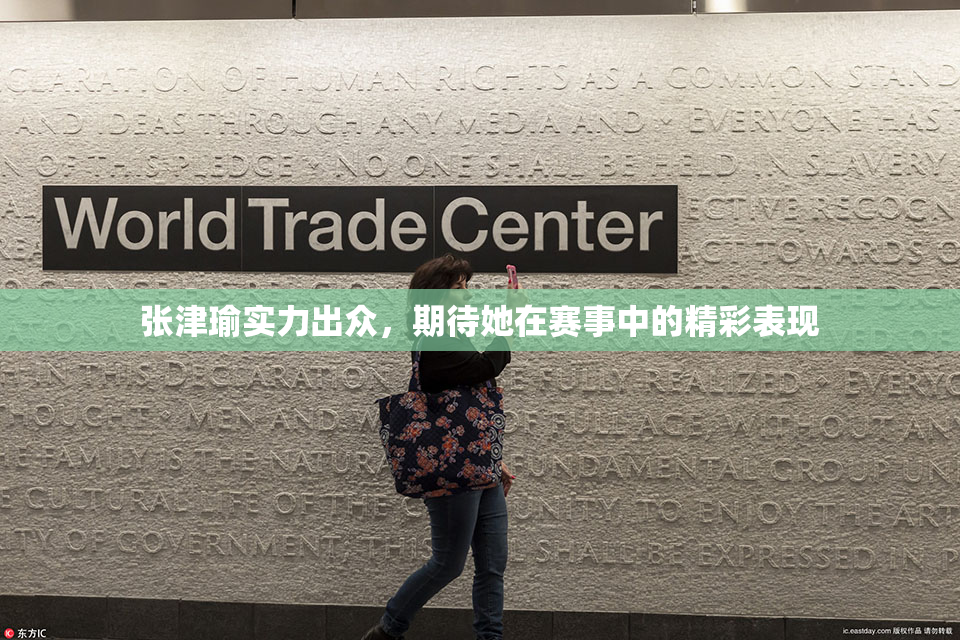 CLARATION OF HUMAN RIGHTS AS A COMMON STAND
AND IDEAS THROUGH ANY MEDIA AND EVERYONE HAS
OF THIS PLEDGE NO ONE SHALL BE HELD IN SLAVERY
World Trade Center
ECTIVE RECOGN
ACT TOWARDS O
张津瑜实力出众，期待她在赛事中的精彩表现
IN THIS DECLARATION FULLY REALIZED EVERYO
THOUGHT MEN AND OF FULL AGE WITHO
FAMILY IS THE NATURA FUNDAMENTAL GROUP
CULTURAL LIFE OF THE UNITY, TO ENJOY THE ART
TY OF GOVERNMENT; THIS SHALL BE EXPRESSED IN P
东方IC
ic.eastday.com 版权作品 请勿转载